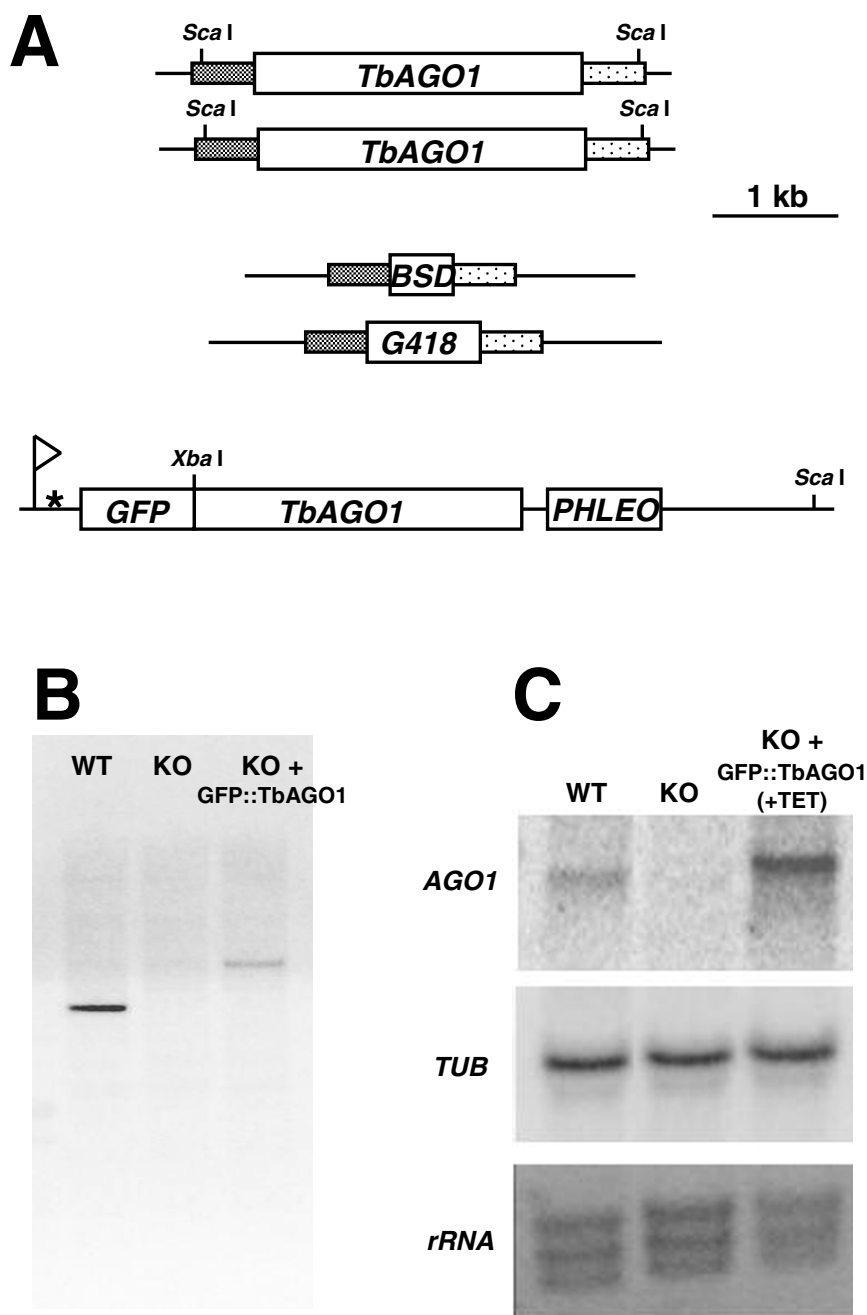 A
Sca I Sca I
TbAGO1
Sca I Sca I
TbAGO1
1 kb
BSD
G418
Xba I
Sca I
*
GFP TbAGO1 PHLEO
B
WT KO KO +
GFP::TbAGO1
C
KO +
GFP::TbAGO1
(+TET)
WT KO
AGO1
TUB
rRNA